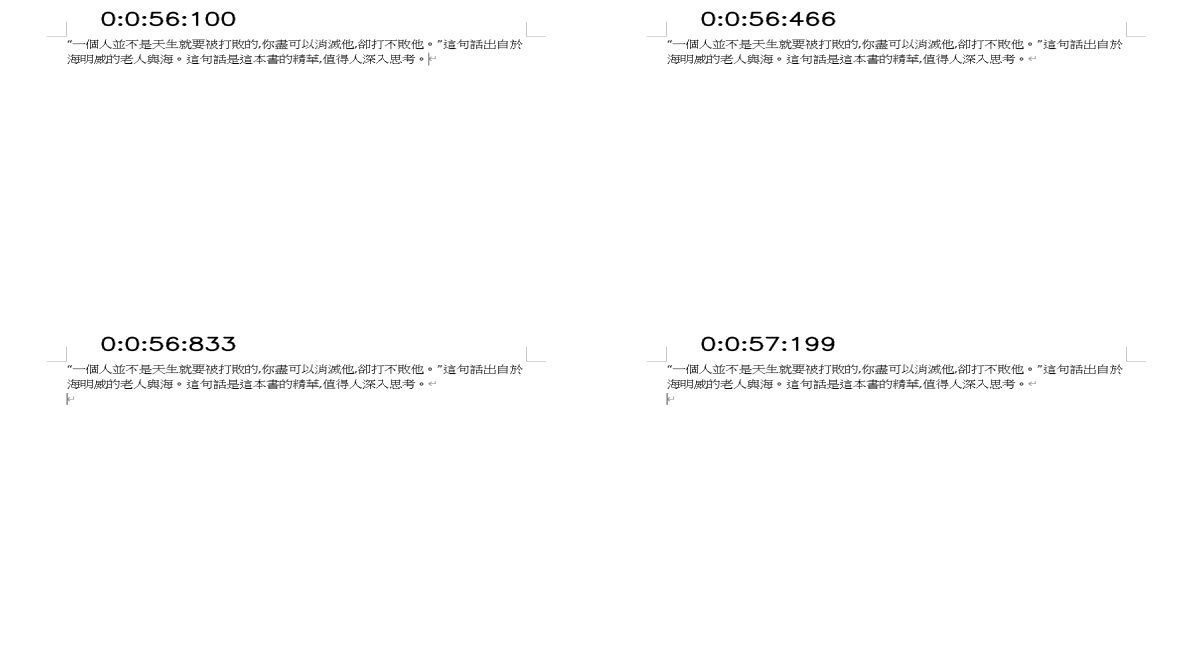 0:0:56:100
“一個人並不是天生就要被打敗的,你盡可以消滅他,卻打不敗他。”這句話出自於
海明威的老人與海。這句話是這本書的精華,值得人深入思考。
0:0:56:466
“一個人並不是天生就要被打敗的,你盡可以消滅他,卻打不敗他。”這句話出自於
海明威的老人與海。這句話是這本書的精華,值得人深入思考。
0:0:56:833
“一個人並不是天生就要被打敗的,你盡可以消滅他,卻打不敗他。”這句話出自於
海明威的老人與海。這句話是這本書的精華,值得人深入思考。
0:0:57:199
“一個人並不是天生就要被打敗的,你盡可以消滅他,卻打不敗他。”這句話出自於
海明威的老人與海。這句話是這本書的精華,值得人深入思考。